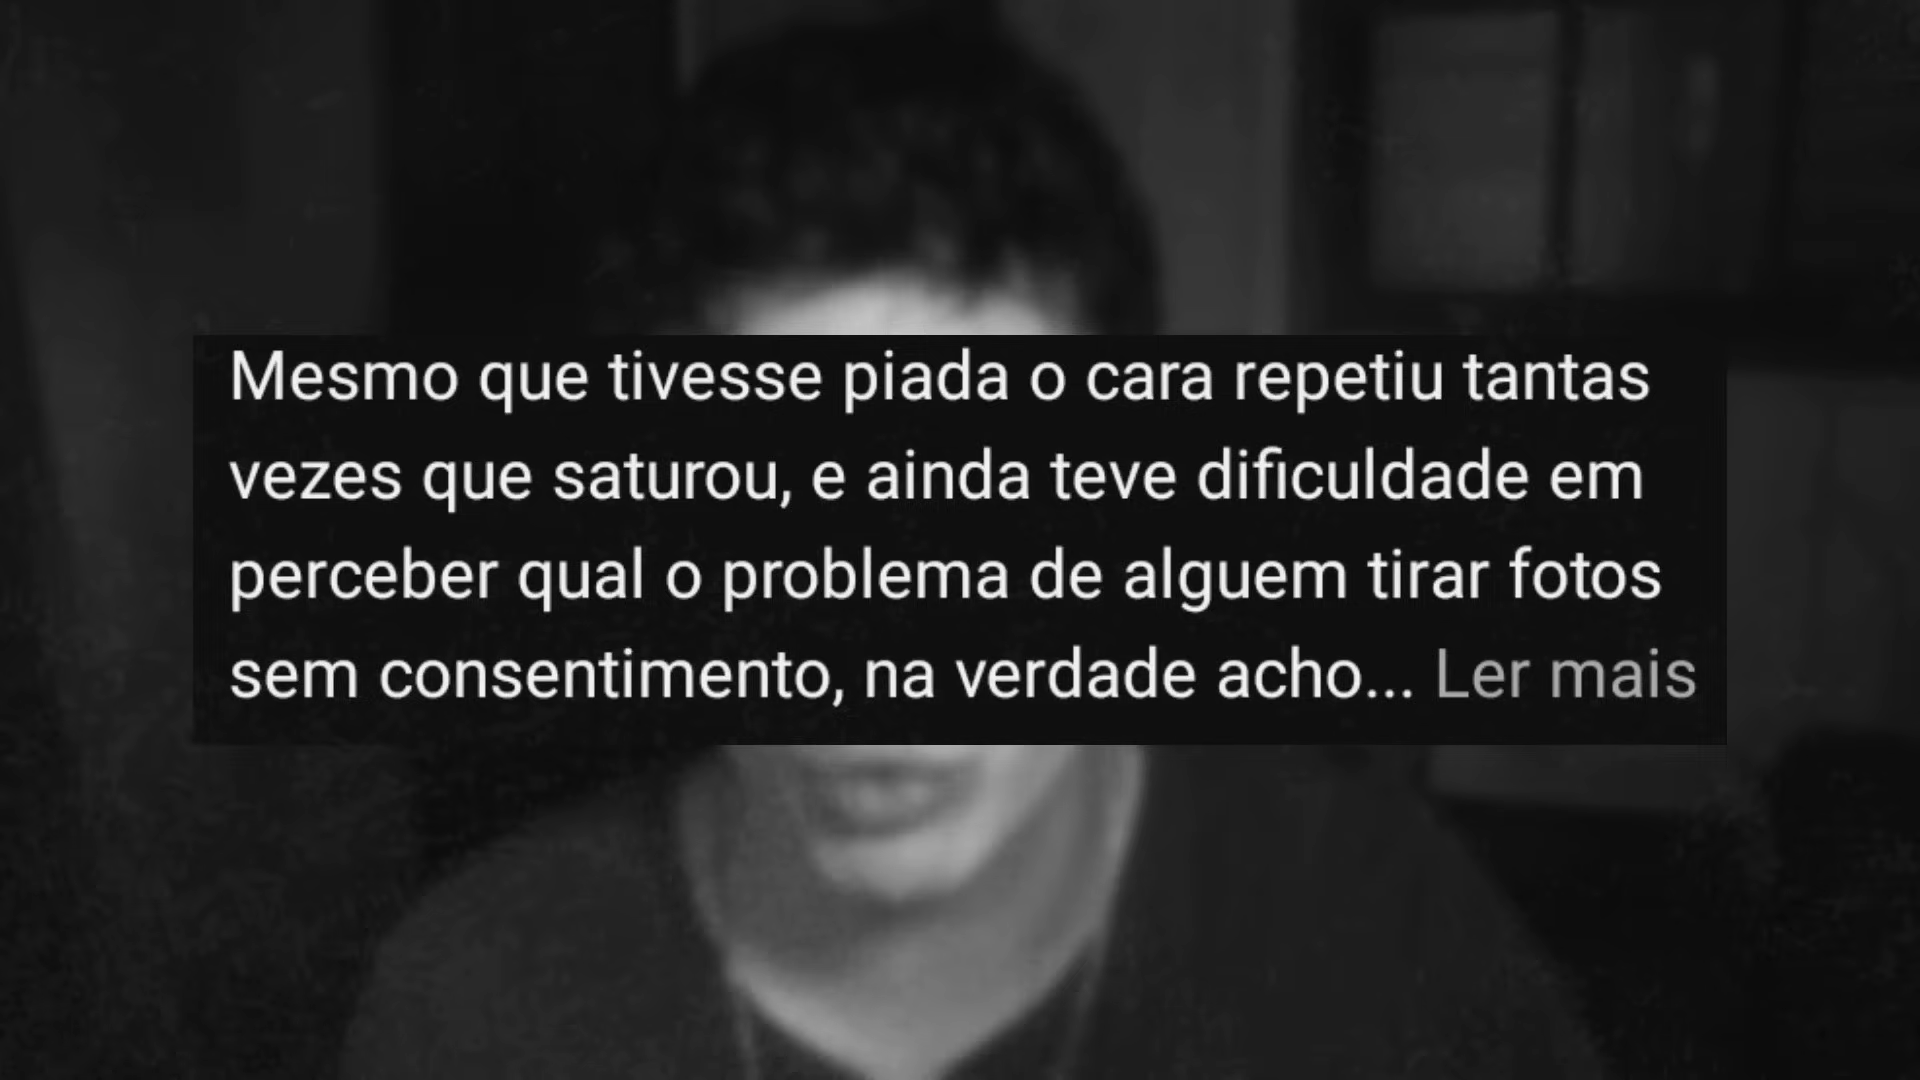 Mesmo que tivesse piada o cara repetiu tantas
vezes que saturou, e ainda teve dificuldade em
perceber qual o problema de alguem tirar fotos
sem consentimento, na verdade acho... Ler mais